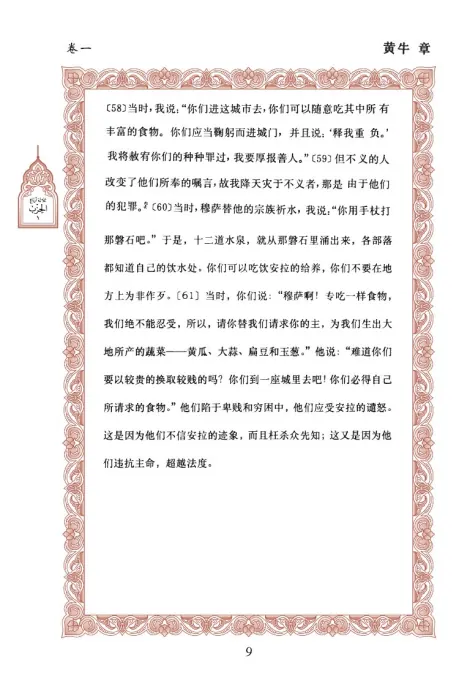 卷一
黄牛 章
〔58〕当时,我说:“你们进这城市去,你们可以随意吃其中所 有
丰富的食物。你们应当鞠躬而进城门,并且说:‘释我重 负。’
我将赦宥你们的种种罪过,我要厚报善人。”〔59〕但不义的人
改变了他们所奉的嘱言,故我降天灾于不义者,那是 由于他们
的犯罪。〔60〕当时,穆萨替他的宗族祈水,我说:“你用手杖打
那磐石吧。”于是,十二道水泉,就从那磐石里涌出来,各部落
都知道自己的饮水处。你们可以吃饮安拉的给养,你们不要在地
方上为非作歹。〔61〕当时,你们说:“穆萨啊!专吃一样食物,
我们绝不能忍受,所以,请你替我们请求你的主,为我们生出大
地所产的蔬菜——黄瓜、大蒜、扁豆和玉葱。”他说:“难道你们
要以较贵的换取较贱的吗?你们到一座城里去吧!你们必得自己
所请求的食物。”他们陷于卑贱和穷困中,他们应受安拉的谴怒。
这是因为他们不信安拉的迹象,而且枉杀众先知;这又是因为他
们违抗主命,超越法度。
الجزء
١
9